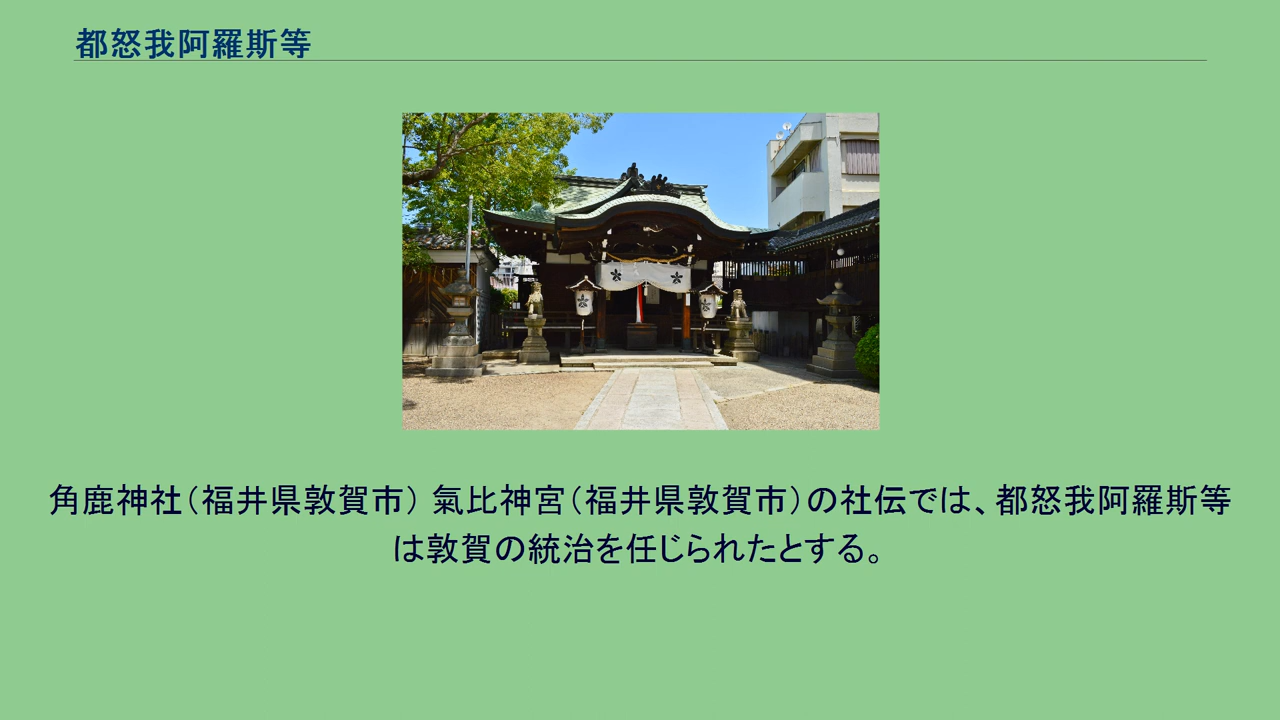 都怒我阿羅斯等
角鹿神社（福井県敦賀市） 氣比神宮（福井県敦賀市）の社伝では、都怒我阿羅斯等
は敦賀の統治を任じられたとする。